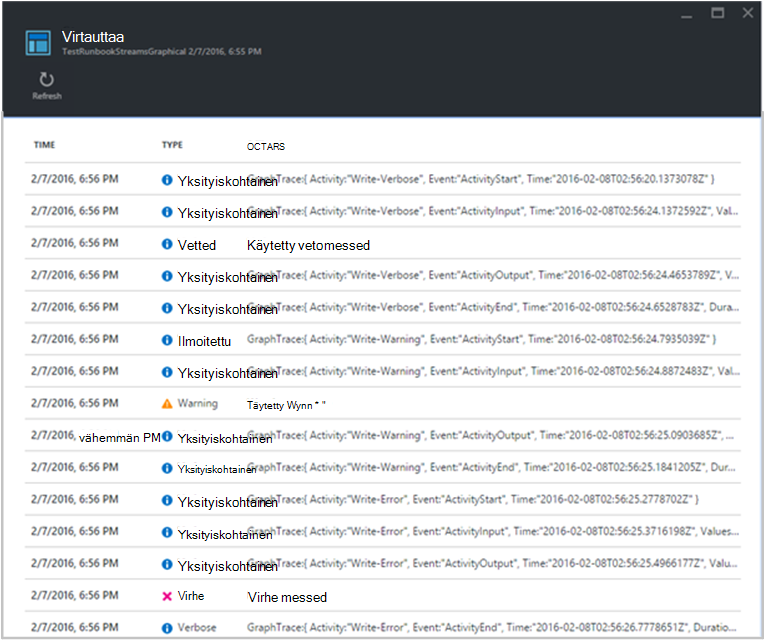 Virtauttaa
TestRunbookStreamsGraphical 2/7/2016, 6:55 PM
Refresh
TIME TYPE OCTARS
2/7/2016, 6:56 PM Yksityiskohtainen GraphTrace:{ Activity:"Write-Verbose", Event:"ActivityStart", Time:"2016-02-08T02:56:20.1373078Z" }
2/7/2016, 6:56 PM Yksityiskohtainen GraphTrace:{ Activity:"Write-Verbose", Event:"ActivityInput", Time:"2016-02-08T02:56:24.1372592Z", Val...
2/7/2016, 6:56 PM Vetted Käytetty vetomessed
2/7/2016, 6:56 PM Yksityiskohtainen GraphTrace:{ Activity:"Write-Verbose", Event:"ActivityOutput", Time:"2016-02-08T02:56:24.4653789Z", V...
2/7/2016, 6:56 PM Yksityiskohtainen GraphTrace:{ Activity:"Write-Verbose", Event:"ActivityEnd", Time:"2016-02-08T02:56:24.6528783Z", Dura...
2/7/2016, 6:56 PM Ilmoitettu GraphTrace:{ Activity:"Write-Warning", Event:"ActivityStart", Time:"2016-02-08T02:56:24.7935039Z" }
2/7/2016, 6:56 PM Yksityiskohtainen GraphTrace:{ Activity:"Write-Warning", Event:"ActivityInput", Time:"2016-02-08T02:56:24.8872483Z", Val...
2/7/2016, 6:56 PM Warning Täytetty Wynn * "
2/7/2016, vähemmän PM Yksityiskohtainen GraphTrace:{ Activity:"Write-Warning", Event:"ActivityOutput", Time:"2016-02-08T02:56:25.0903685Z", ...
2/7/2016, 6:56 PM Yksityiskohtainen GraphTrace:{ Activity:"Write-Warning", Event:"ActivityEnd", Time:"2016-02-08T02:56:25.1841205Z", Dur...
2/7/2016, 6:56 PM Yksityiskohtainen GraphTrace:{ Activity:"Write-Error", Event:"ActivityStart", Time:"2016-02-08T02:56:25.2778702Z" }
2/7/2016, 6:56 PM Yksityiskohtainen GraphTrace:{ Activity:"Write-Error", Event:"ActivityInput", Time:"2016-02-08T02:56:25.3716198Z", Values...
2/7/2016, 6:56 PM Yksityiskohtainen GraphTrace:{ Activity:"Write-Error", Event:"ActivityOutput", Time:"2016-02-08T02:56:25.4966177Z", Valu...
2/7/2016, 6:56 PM Virhe Virhe messed
2/7/2016, 6:56 PM Verbose GraphTrace:{ Activity:"Write-Error", Event:"ActivityEnd", Time:"2016-02-08T02:56:26.7778651Z", Duratio...